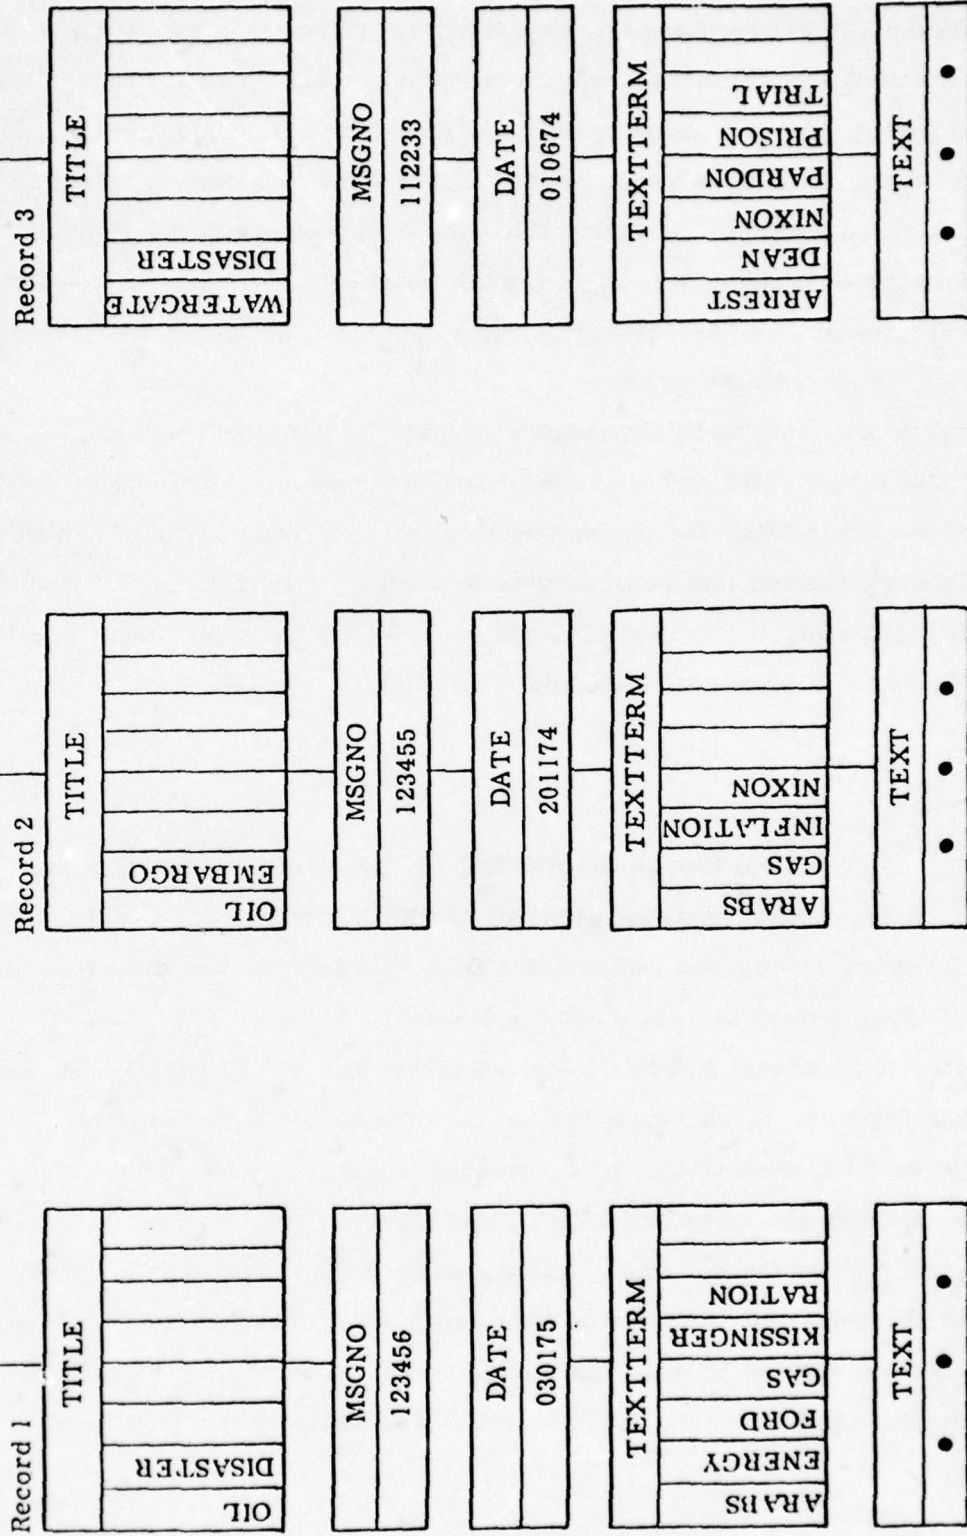 Record 1
TITLE
OIL
DISASTER
MSGNO
123456
DATE
030175
TEXTTERM
ARABS
ENERGY
FORD
GAS
KISSINGER
RATION
TEXT
Record 2
TITLE
OIL
EMBARGO
MSGNO
123455
DATE
201174
TEXTTERM
ARABS
GAS
INFLATION
NIXON
TEXT
Record 3
TITLE
WATERGATE
DISASTER
MSGNO
112233
DATE
010674
TEXTTERM
ARREST
DEAN
NIXON
PARDON
PRISON
TRIAL
TEXT